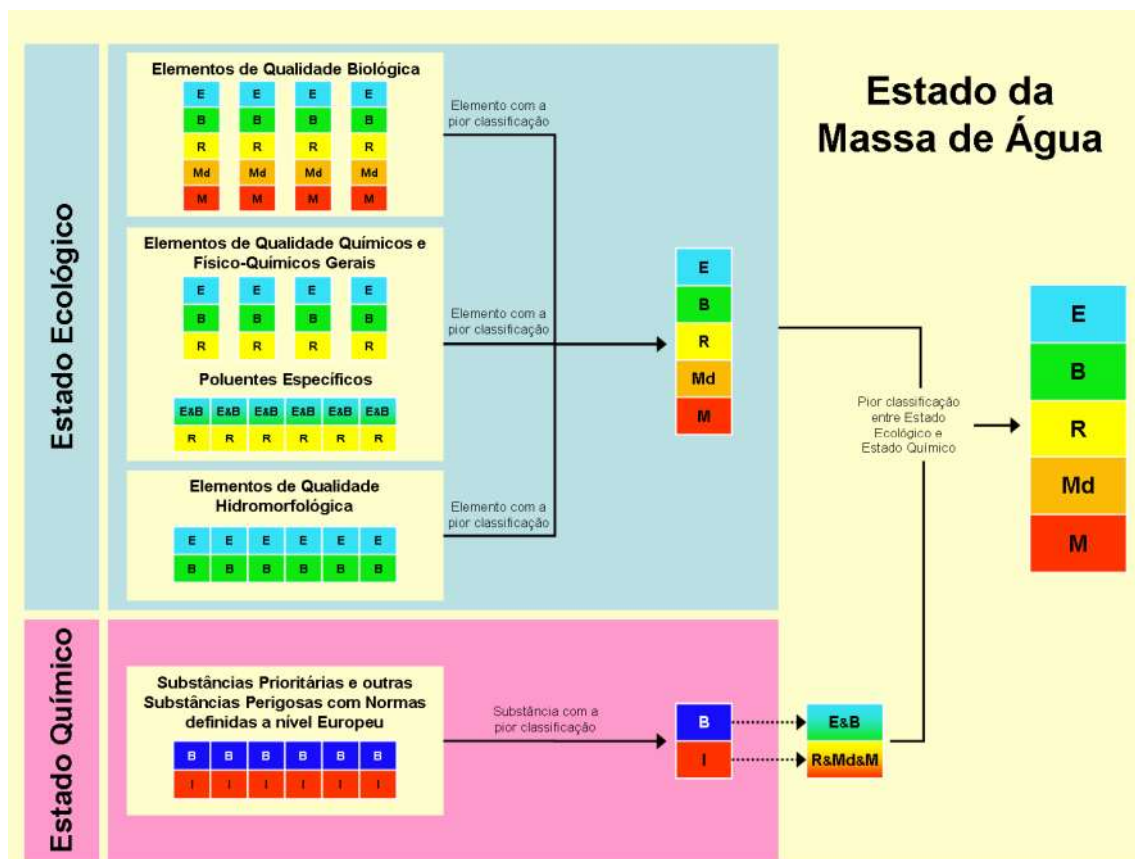 Estado da
Massa de Água
Estado Ecológico
Elementos de Qualidade Biológica
E E E E
B B B B
R R R R
Md Md Md Md
M M M M
Elemento com a
pior classificação
Elementos de Qualidade Químicos e
Físico-Químicos Gerais
E E E E
B B B B
R R R R
Elemento com a
pior classificação
Poluentes Específicos
E&B E&B E&B E&B E&B E&B
R R R R R R
Elementos de Qualidade
Hidromorfológica
E E E E E E
B B B B B B
Elemento com a
pior classificação
E
B
R
Md
M
Estado Químico
Substâncias Prioritárias e outras
Substâncias Perigosas com Normas
definidas a nível Europeu
B B B B B B
I I I I I I
Substância com a
pior classificação
B
I
E&B
R&Md&M
Pior classificação
entre Estado
Ecológico e
Estado Químico
E
B
R
Md
M